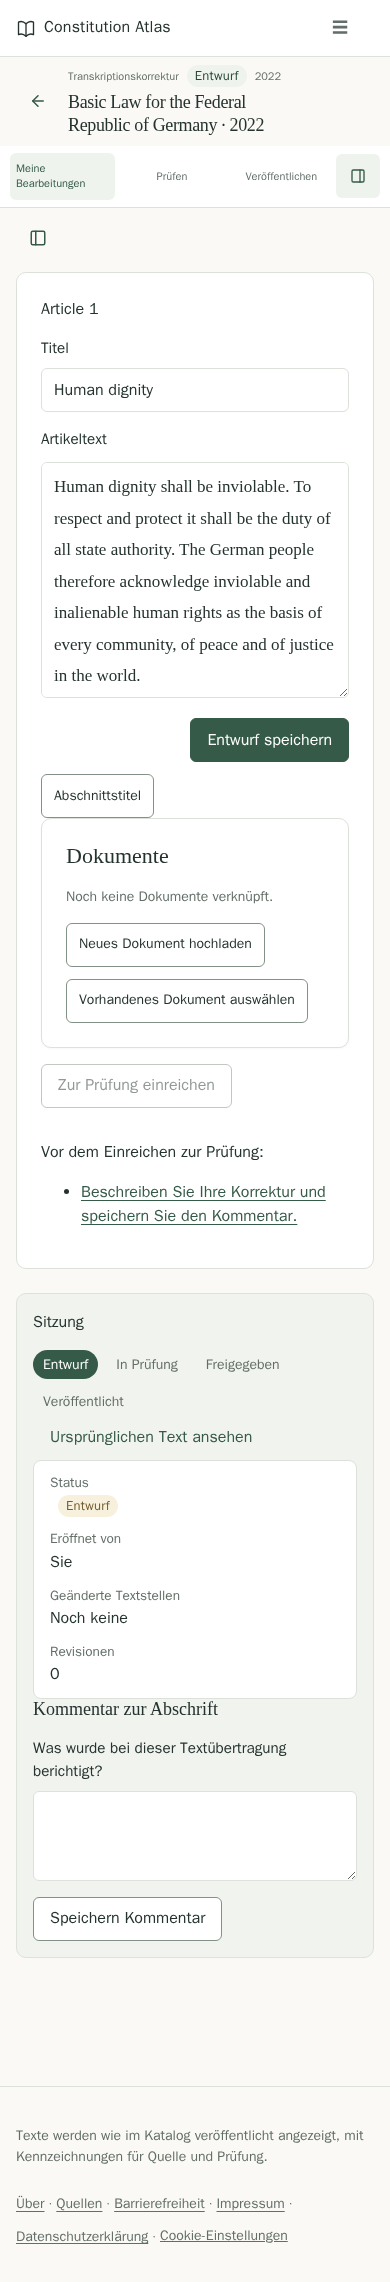 Constitution Atlas
Transkriptionskorrektur Entwurf 2022
Basic Law for the Federal
Republic of Germany · 2022
Meine
Bearbeitungen
Prüfen
Veröffentlichen
Article 1
Titel
Human dignity
Artikeltext
Human dignity shall be inviolable. To
respect and protect it shall be the duty of
all state authority. The German people
therefore acknowledge inviolable and
inalienable human rights as the basis of
every community, of peace and of justice
in the world.
Entwurf speichern
Abschnittstitel
Dokumente
Noch keine Dokumente verknüpft.
Neues Dokument hochladen
Vorhandenes Dokument auswählen
Zur Prüfung einreichen
Vor dem Einreichen zur Prüfung:
• Beschreiben Sie Ihre Korrektur und
speichern Sie den Kommentar.
Sitzung
Entwurf In Prüfung Freigegeben
Veröffentlicht
Ursprünglichen Text ansehen
Status
Entwurf
Eröffnet von
Sie
Geänderte Textstellen
Noch keine
Revisionen
0
Kommentar zur Abschrift
Was wurde bei dieser Textübertragung
berichtigt?
Speichern Kommentar
Texte werden wie im Katalog veröffentlicht angezeigt, mit
Kennzeichnungen für Quelle und Prüfung.
Über · Quellen · Barrierefreiheit · Impressum ·
Datenschutzerklärung · Cookie-Einstellungen